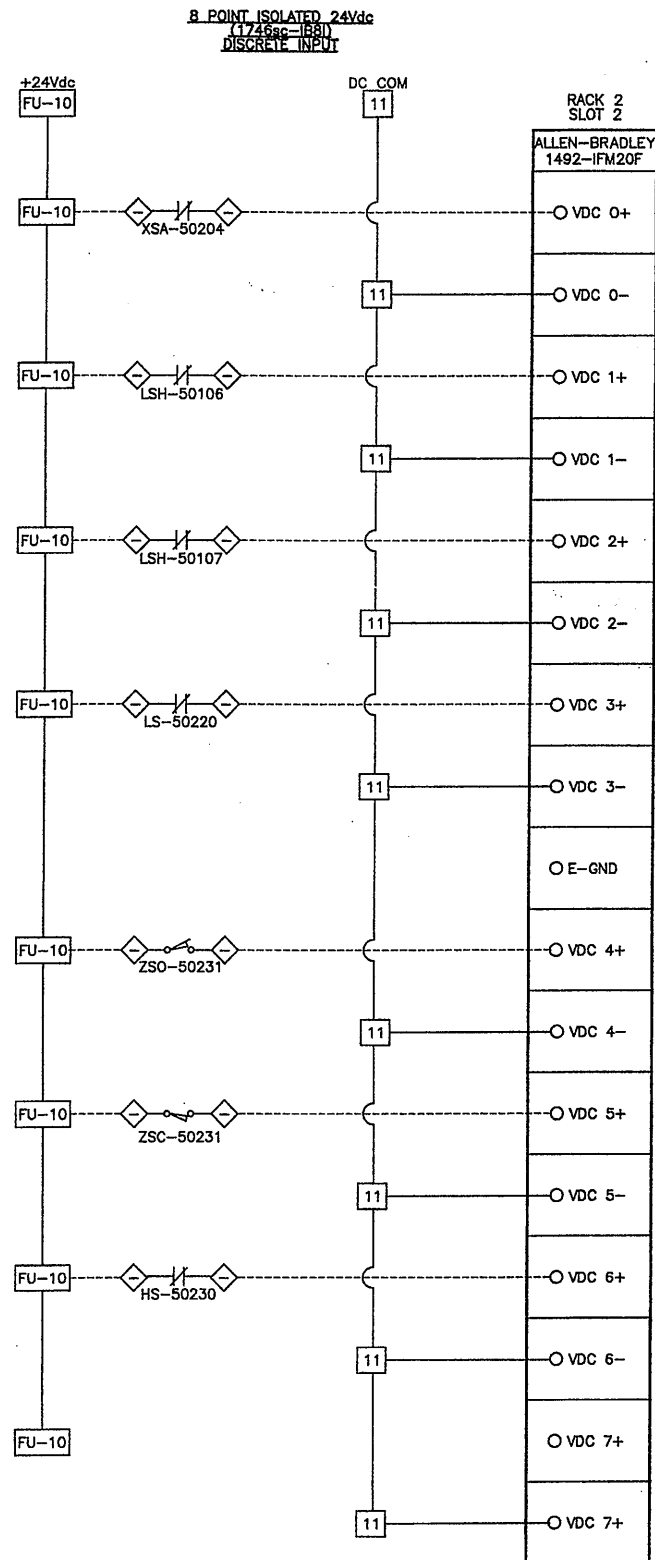 8 POINT ISOLATED 24Vdc
(1746sc-IB8I)
DISCRETE INPUT
+24Vdc
FU-10
DC COM
11
RACK 2
SLOT 2
ALLEN-BRADLEY
1492-IFM20F
FU-10
XSA-50204
VDC 0+
11
VDC 0-
FU-10
LSH-50106
VDC 1+
11
VDC 1-
FU-10
LSH-50107
VDC 2+
11
VDC 2-
FU-10
LS-50220
VDC 3+
11
VDC 3-
E-GND
FU-10
ZSO-50231
VDC 4+
11
VDC 4-
FU-10
ZSC-50231
VDC 5+
11
VDC 5-
FU-10
HS-50230
VDC 6+
11
VDC 6-
FU-10
VDC 7+
11
VDC 7+